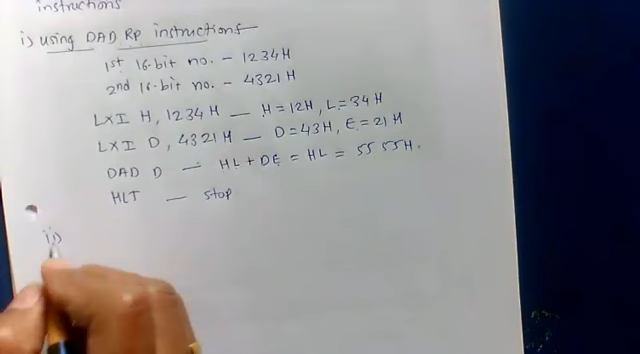 instructions
i) using DAD Rp instructions
1st 16-bit no. - 1234H
2nd 16-bit no. - 4321H
LXI H, 1234H — H=12H, L=34H
LXI D, 4321H — D=43H, E=21H
DAD D — HL+DE = HL = 5555H.
HLT — stop
ii)